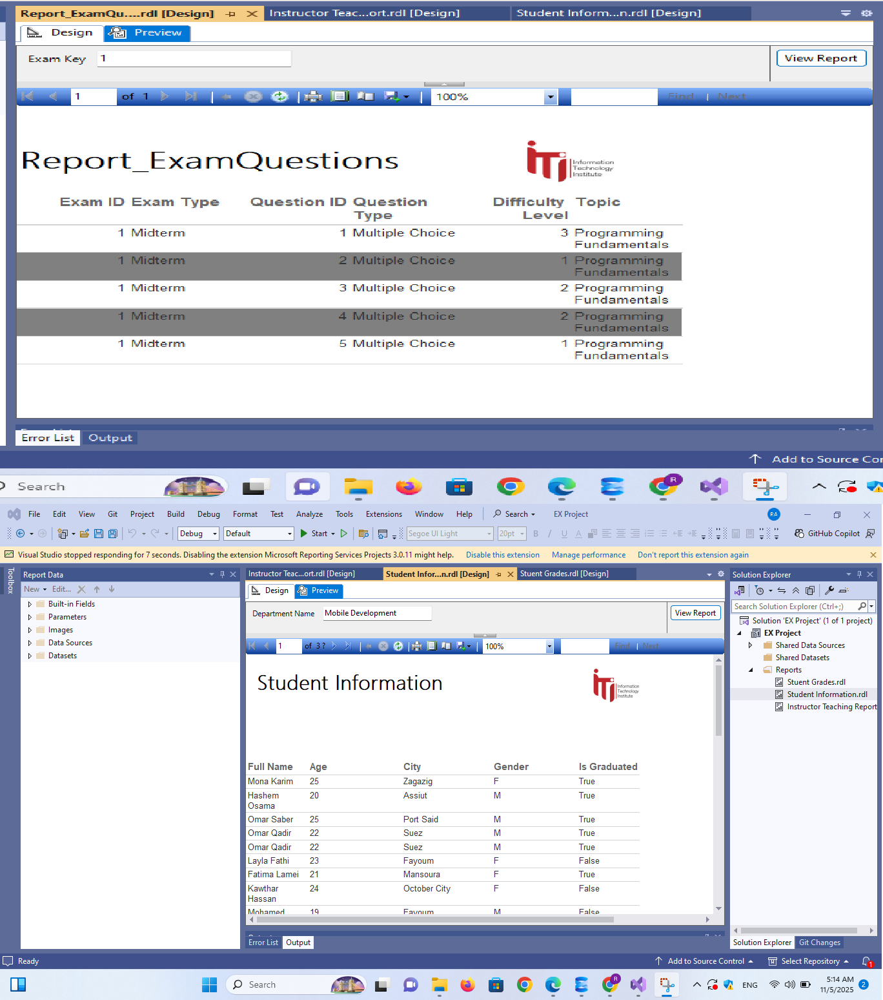 Report_ExamQu....rdl [Design]
Instructor Teac...ort.rdl [Design]
Student Inform...n.rdl [Design]
Design
Preview
Exam Key
1
View Report
1
of 1
100%
Find | Next
Report_ExamQuestions
iTi
Information
Technology
Institute
Exam ID Exam Type Question ID Question Type Difficulty Level Topic
1 Midterm 1 Multiple Choice 3 Programming Fundamentals
1 Midterm 2 Multiple Choice 1 Programming Fundamentals
1 Midterm 3 Multiple Choice 2 Programming Fundamentals
1 Midterm 4 Multiple Choice 2 Programming Fundamentals
1 Midterm 5 Multiple Choice 1 Programming Fundamentals
Error List
Output
Add to Source Cor
Search
IR
File Edit View Git Project Build Debug Format Test Analyze Tools Extensions Window Help Search EX Project
RA
Debug Default Start Segoe UI Light 20pt B I U A GitHub Copilot
Visual Studio stopped responding for 7 seconds. Disabling the extension Microsoft Reporting Services Projects 3.0.11 might help. Disable this extension Manage performance Don't report this extension again
Toolbox
Report Data
New Edit...
Built-in Fields
Parameters
Images
Data Sources
Datasets
Instructor Teac...ort.rdl [Design]
Student Infor...n.rdl [Design]
Stuent Grades.rdl [Design]
Design
Preview
Department Name
Mobile Development
View Report
1
of 3 ?
100%
Find | Next
Student Information
iTi
Information
Technology
Institute
Full Name Age City Gender Is Graduated
Mona Karim 25 Zagazig F True
Hashem Osama 20 Assiut M True
Omar Saber 25 Port Said M True
Omar Qadir 22 Suez M True
Omar Qadir 22 Suez M True
Layla Fathi 23 Fayoum F False
Fatima Lamei 21 Mansoura F True
Kawthar Hassan 24 October City F False
Mohamed 19 Fayoum M False
Error List
Output
Solution Explorer
Search Solution Explorer (Ctrl+;)
Solution 'EX Project' (1 of 1 project)
EX Project
Shared Data Sources
Shared Datasets
Reports
Stuent Grades.rdl
Student Information.rdl
Instructor Teaching Report
Solution Explorer
Git Changes
Ready
Add to Source Control
Select Repository
1
Search
R
ENG
5:14 AM
11/5/2025
2